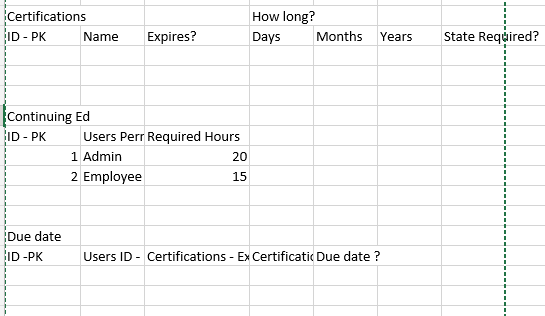 Certifications How long?
ID - PK Name Expires? Days Months Years State Required?
Continuing Ed
ID - PK Users Perr Required Hours
1 Admin 20
2 Employee 15
Due date
ID -PK Users ID - Certifications - Ex Certificatic Due date ?